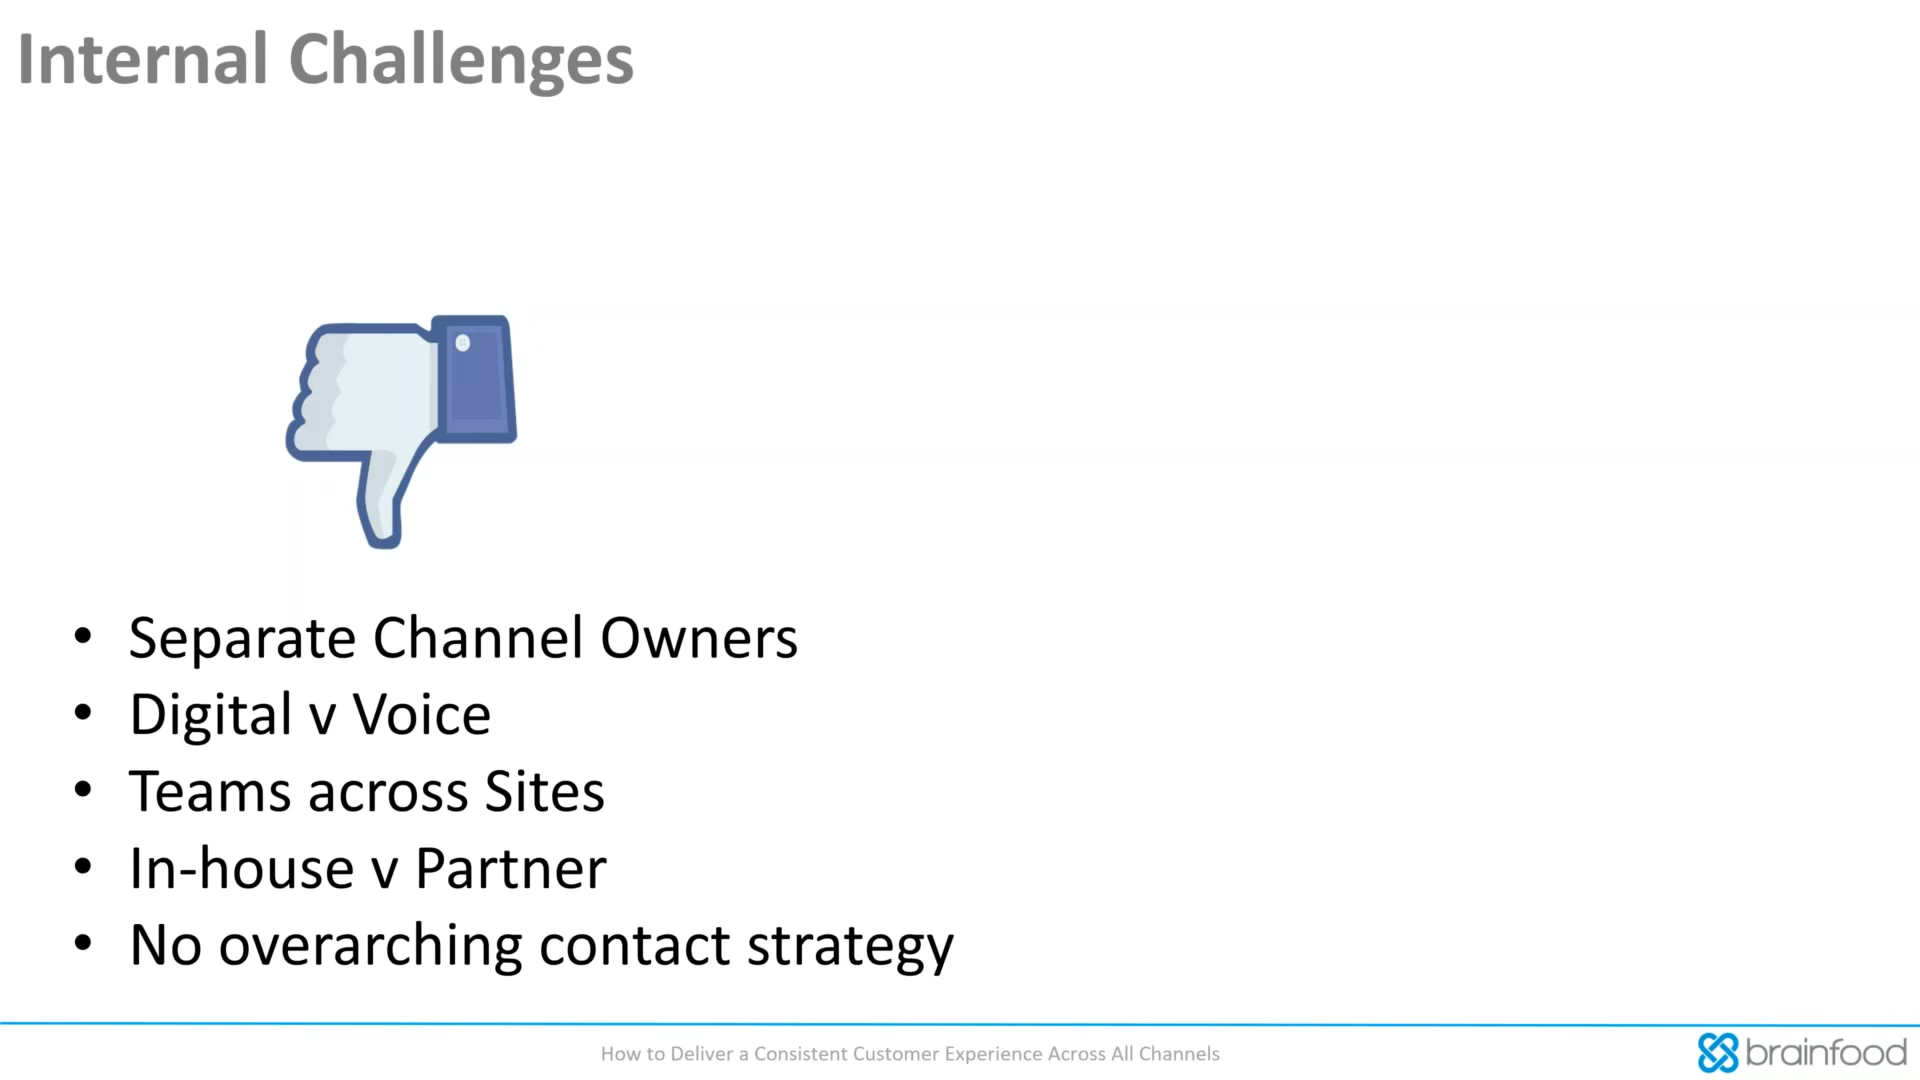 Internal Challenges
• Separate Channel Owners
• Digital v Voice
• Teams across Sites
• In-house v Partner
• No overarching contact strategy
How to Deliver a Consistent Customer Experience Across All Channels
brainfood